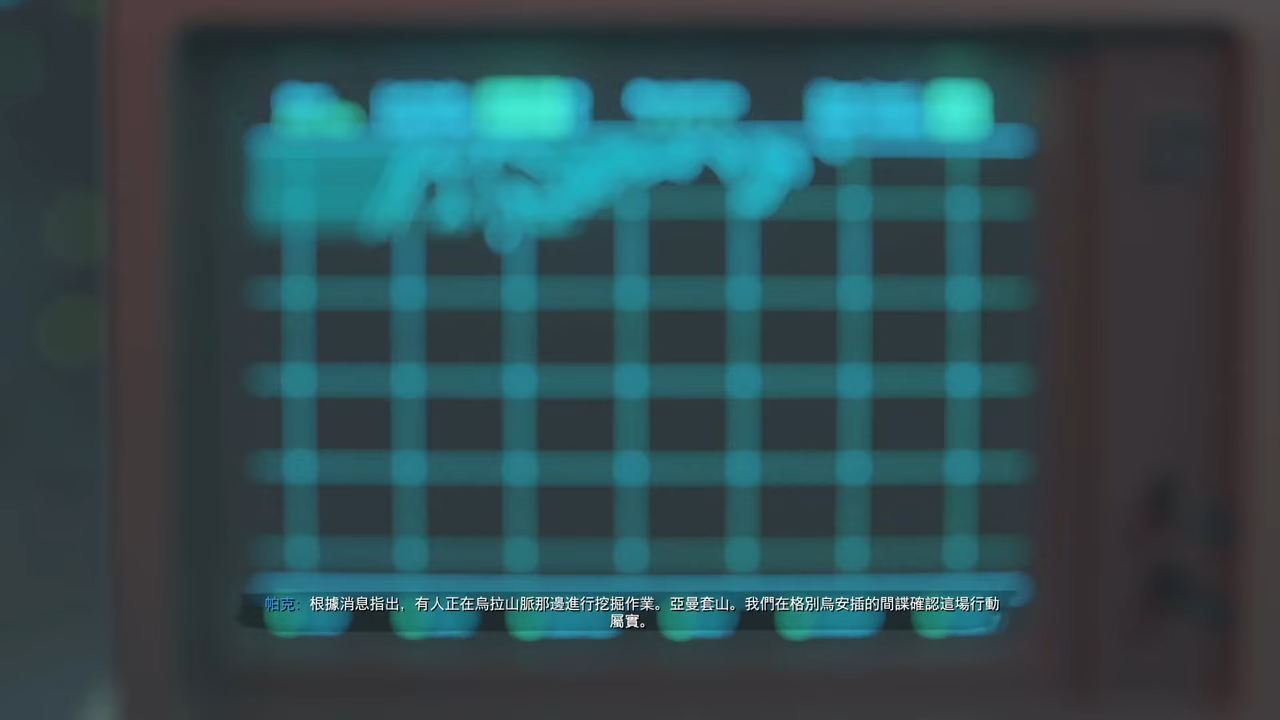 帕克：根據消息指出，有人正在烏拉山脈那邊進行挖掘作業。亞曼套山。我們在格別烏安插的間諜確認這場行動
屬實。